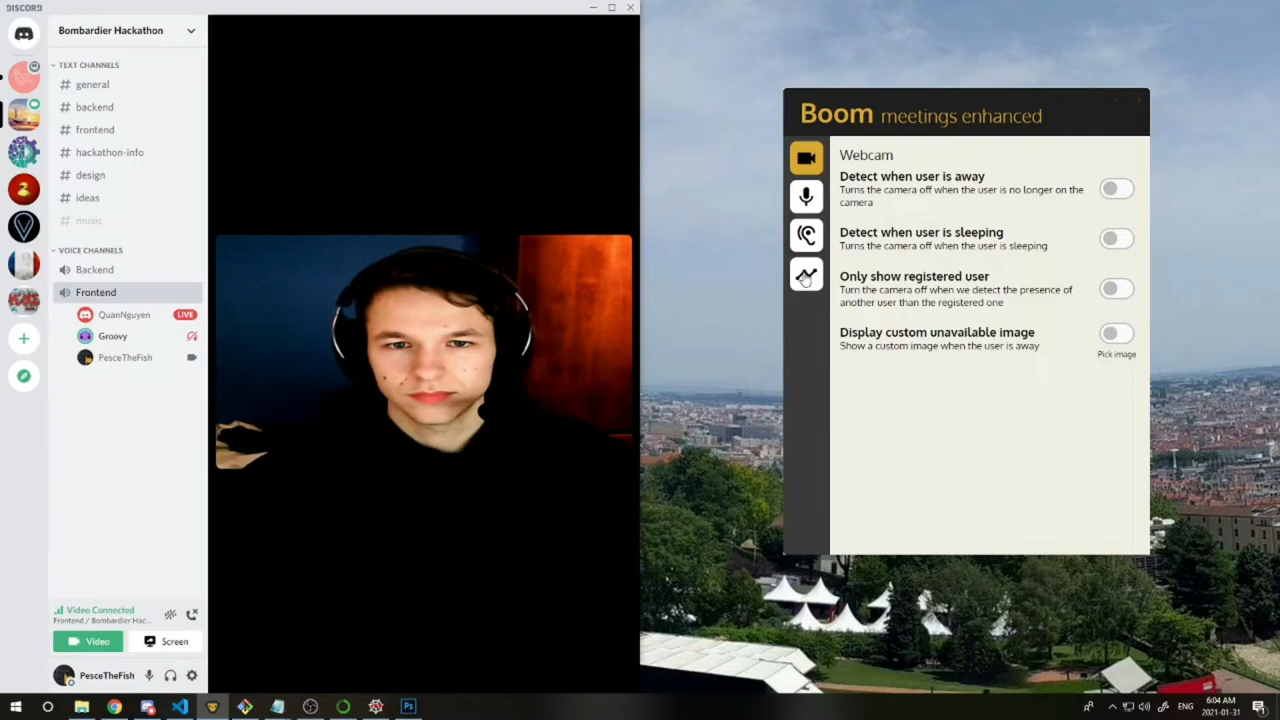 DISCORD
Bombardier Hackathon
TEXT CHANNELS
# general
# backend
# frontend
# hackathon-info
# design
# ideas
# music
VOICE CHANNELS
Backend
Frontend
QuanNguyen LIVE
Groovy
PesceTheFish
Video Connected
Frontend / Bombardier Hac...
Video Screen
PesceTheFish
Boom meetings enhanced
Webcam
Detect when user is away
Turns the camera off when the user is no longer on the
camera
Detect when user is sleeping
Turns the camera off when the user is sleeping
Only show registered user
Turn the camera off when we detect the presence of
another user than the registered one
Display custom unavailable image
Show a custom image when the user is away
Pick image
Ps
ENG
6:04 AM
2021-01-31
1